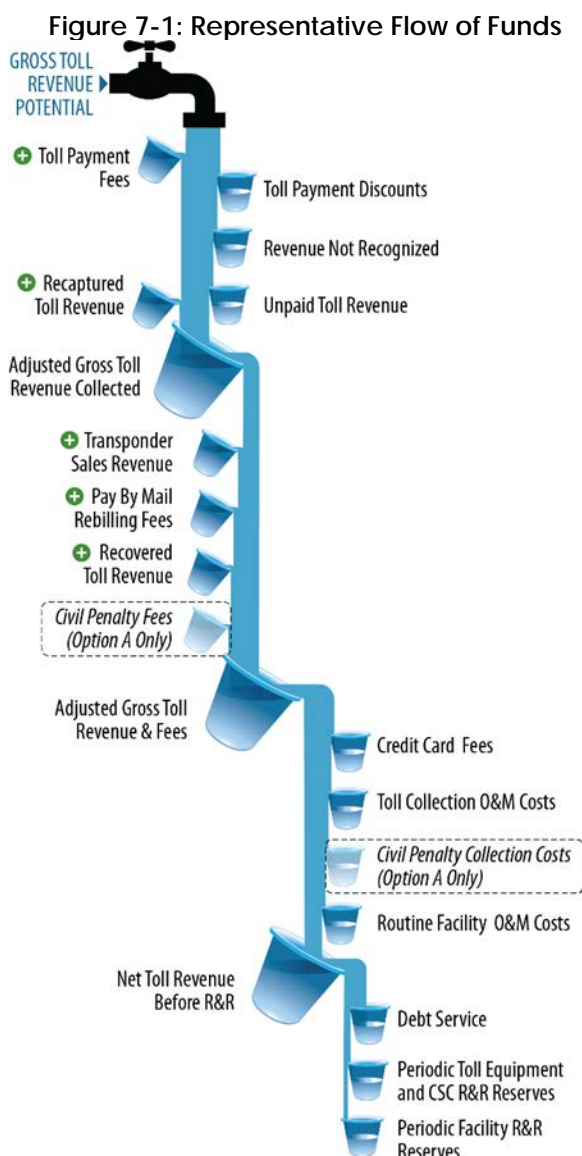 Figure 7-1: Representative Flow of Funds
GROSS TOLL
REVENUE
POTENTIAL
Toll Payment
Fees
Toll Payment Discounts
Revenue Not Recognized
Recaptured
Toll Revenue
Unpaid Toll Revenue
Adjusted Gross Toll
Revenue Collected
Transponder
Sales Revenue
Pay By Mail
Rebilling Fees
Recovered
Toll Revenue
Civil Penalty Fees
(Option A Only)
Adjusted Gross Toll
Revenue & Fees
Credit Card Fees
Toll Collection O&M Costs
Civil Penalty Collection Costs
(Option A Only)
Routine Facility O&M Costs
Net Toll Revenue
Before R&R
Debt Service
Periodic Toll Equipment
and CSC R&R Reserves
Periodic Facility R&R
Reserves